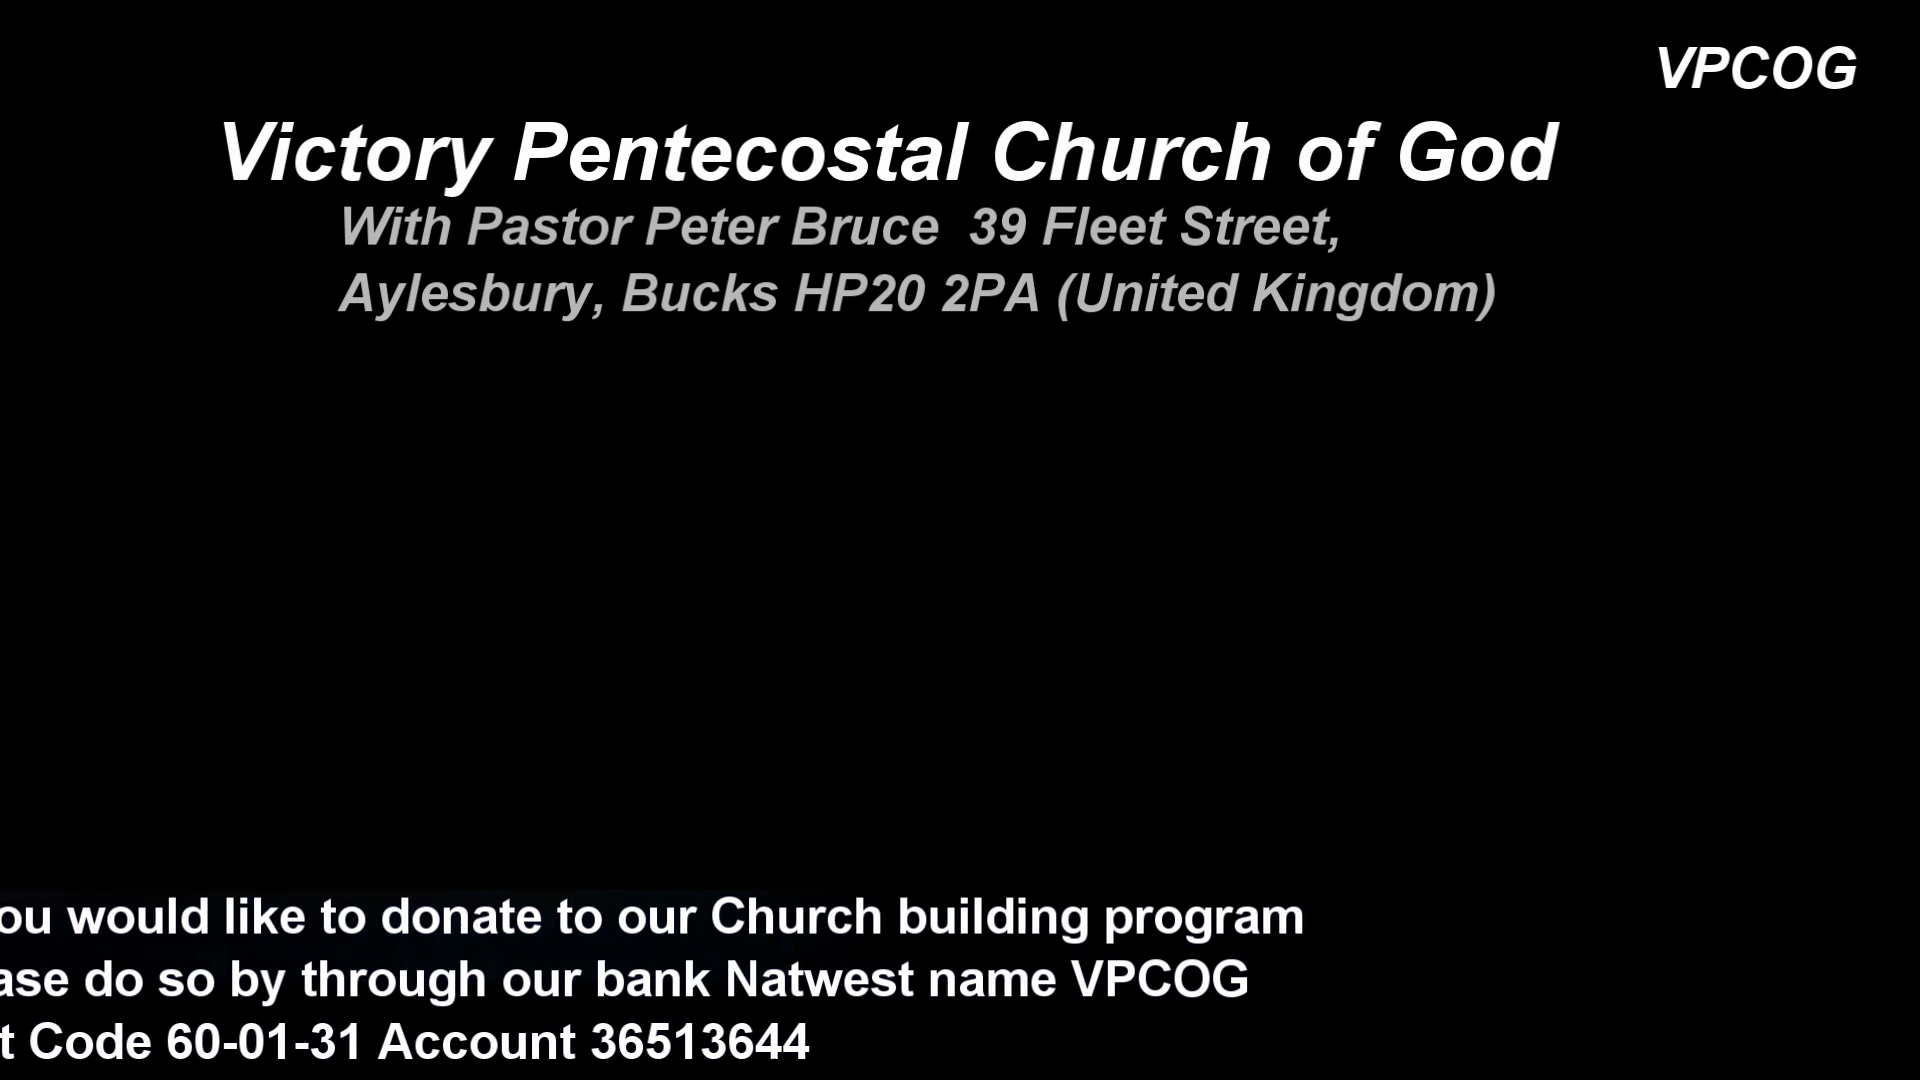 VPCOG
Victory Pentecostal Church of God
With Pastor Peter Bruce  39 Fleet Street,
Aylesbury, Bucks HP20 2PA (United Kingdom)
ou would like to donate to our Church building program
ase do so by through our bank Natwest name VPCOG
t Code 60-01-31 Account 36513644